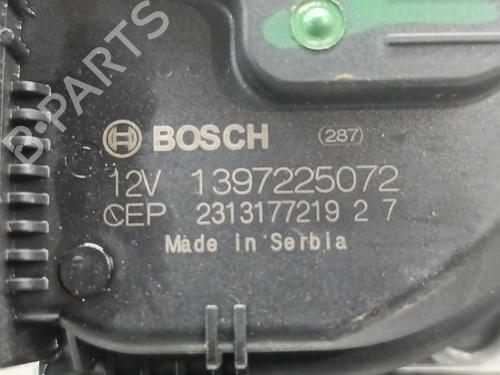 B-PARTS
BOSCH 287
12V 1397225072
CEP 2313177219 2 7
Made in Serbia